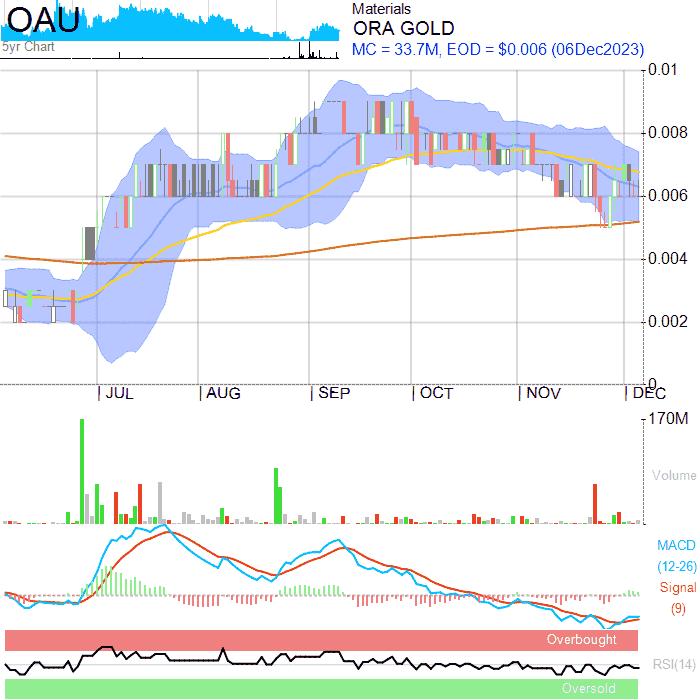 OAU
5yr Chart
Materials
ORA GOLD
MC = 33.7M, EOD = $0.006 (06Dec2023)
0.01
0.008
0.006
0.004
0.002
0
JUL AUG SEP OCT NOV DEC
170M
Volume
MACD
(12-26)
Signal
(9)
Overbought
RSI(14)
Oversold